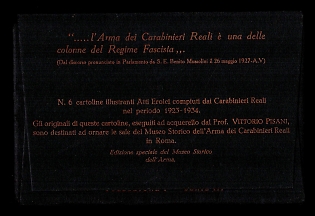 “.....l'Arma dei Carabinieri Reali è una delle
colonne del Regime Fascista„.
(Dal discorso pronunciato in Parlamento da S. E. Benito Mussolini il 26 maggio 1927-A.V)
N. 6 cartoline illustranti Atti Eroici compiuti dai Carabinieri Reali
nel periodo 1923-1934.
Gli originali di queste cartoline, eseguiti ad acquerello dal Prof. VITTORIO PISANI,
sono destinati ad ornare le sale del Museo Storico dell'Arma dei Carabinieri Reali
in Roma.
Edizione speciale del Museo Storico
dell'Arma.